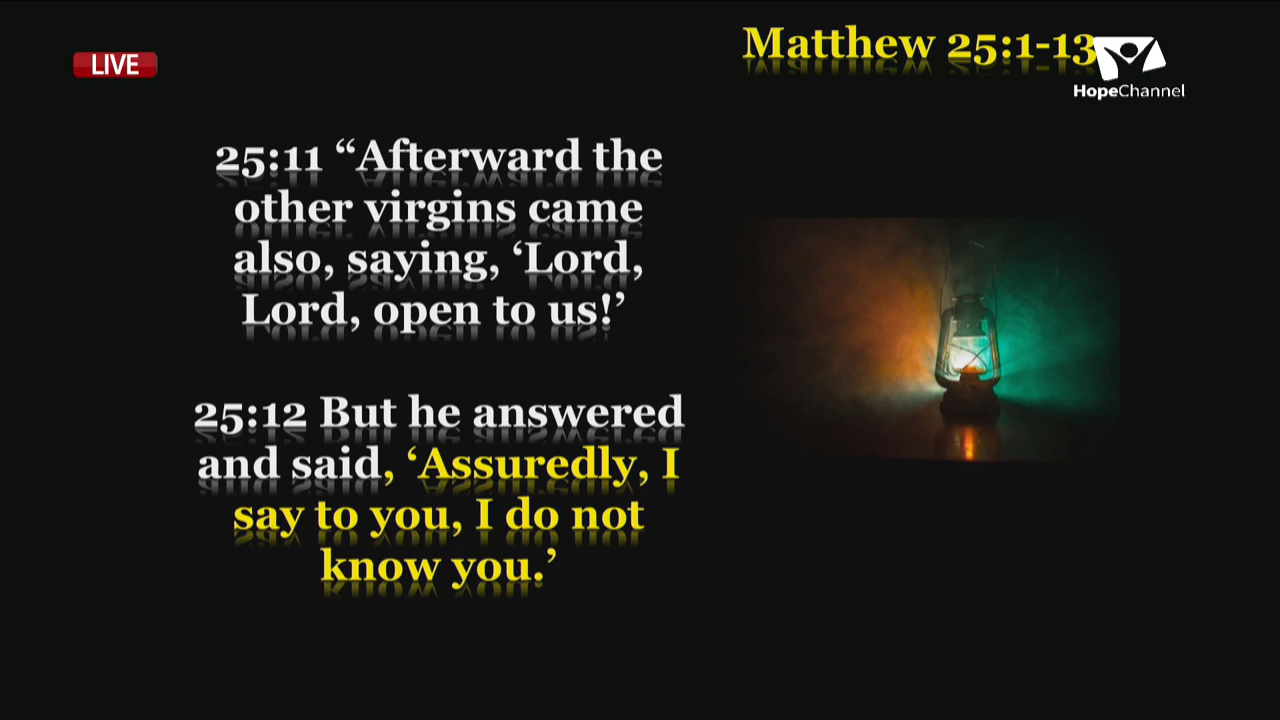 LIVE
Matthew 25:1-13
HopeChannel
25:11 “Afterward the
other virgins came
also, saying, ‘Lord,
Lord, open to us!’
25:12 But he answered
and said, ‘Assuredly, I
say to you, I do not
know you.’